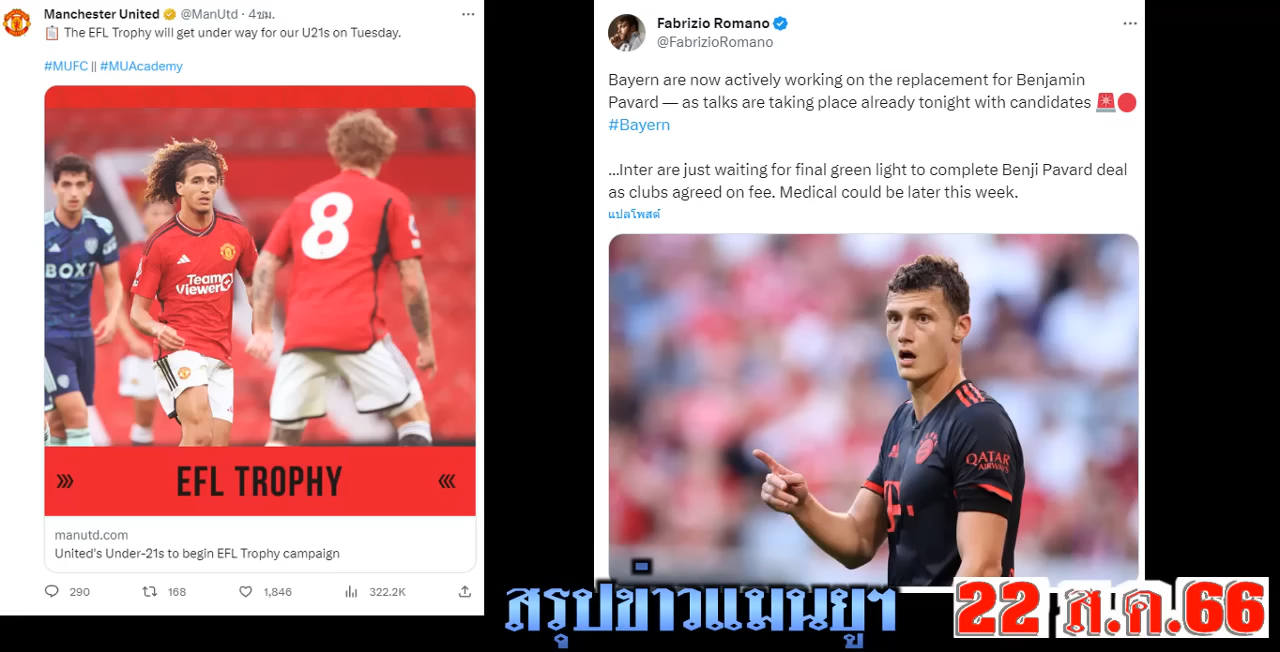 Manchester United @ManUtd · 4ชม.
📋 The EFL Trophy will get under way for our U21s on Tuesday.
#MUFC || #MUAcademy
BOXT
TeamViewer
8
EFL TROPHY
manutd.com
United's Under-21s to begin EFL Trophy campaign
290 168 1,846 322.2K
Fabrizio Romano
@FabrizioRomano
Bayern are now actively working on the replacement for Benjamin
Pavard — as talks are taking place already tonight with candidates 🚨🔴
#Bayern
...Inter are just waiting for final green light to complete Benji Pavard deal
as clubs agreed on fee. Medical could be later this week.
แปลโพสต์
QATAR
AIRWAYS
สรุปข่าวแมนยูฯ 22 ส.ค.66